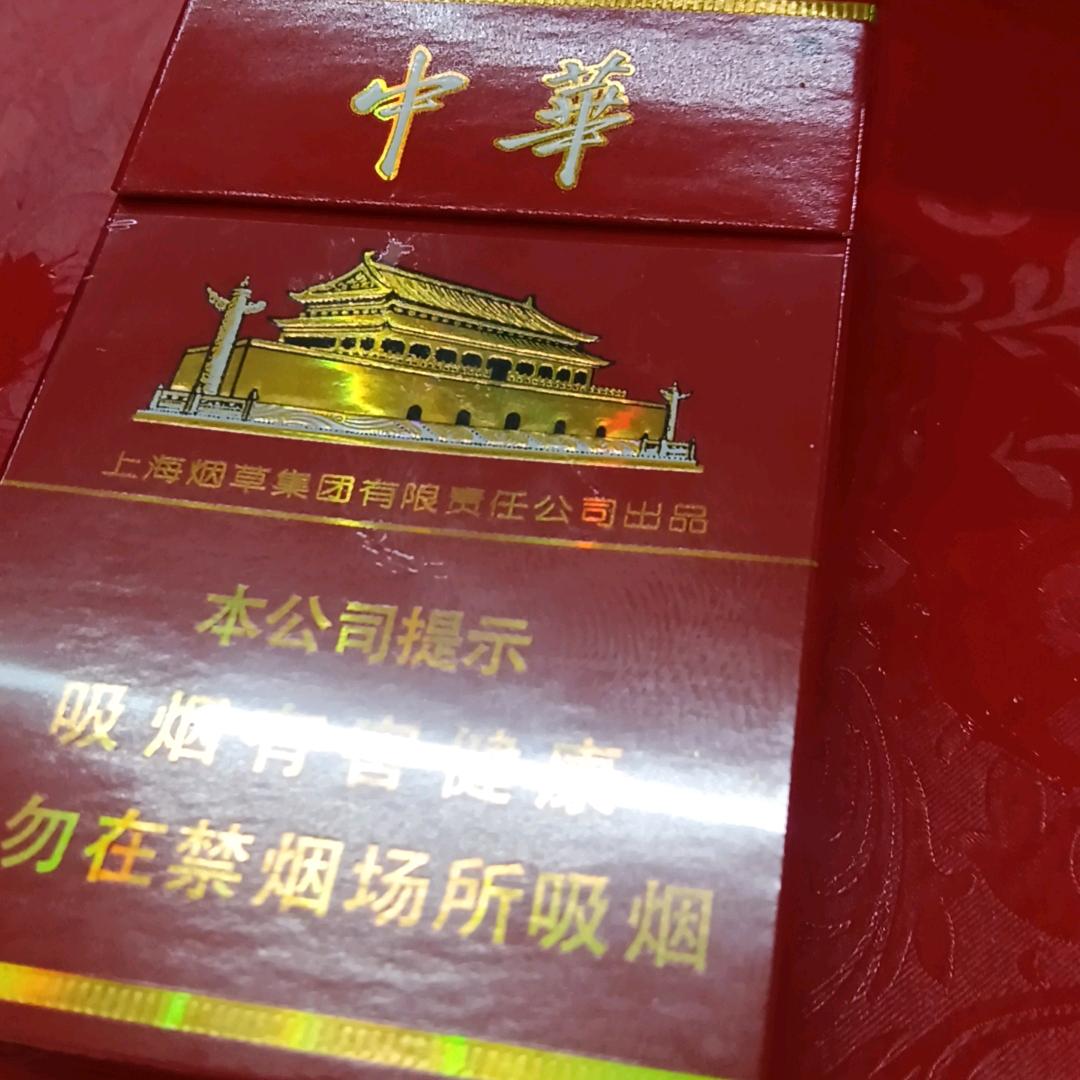 中華
上海烟草集团有限责任公司出品
本公司提示
吸烟有害健康
勿在禁烟场所吸烟